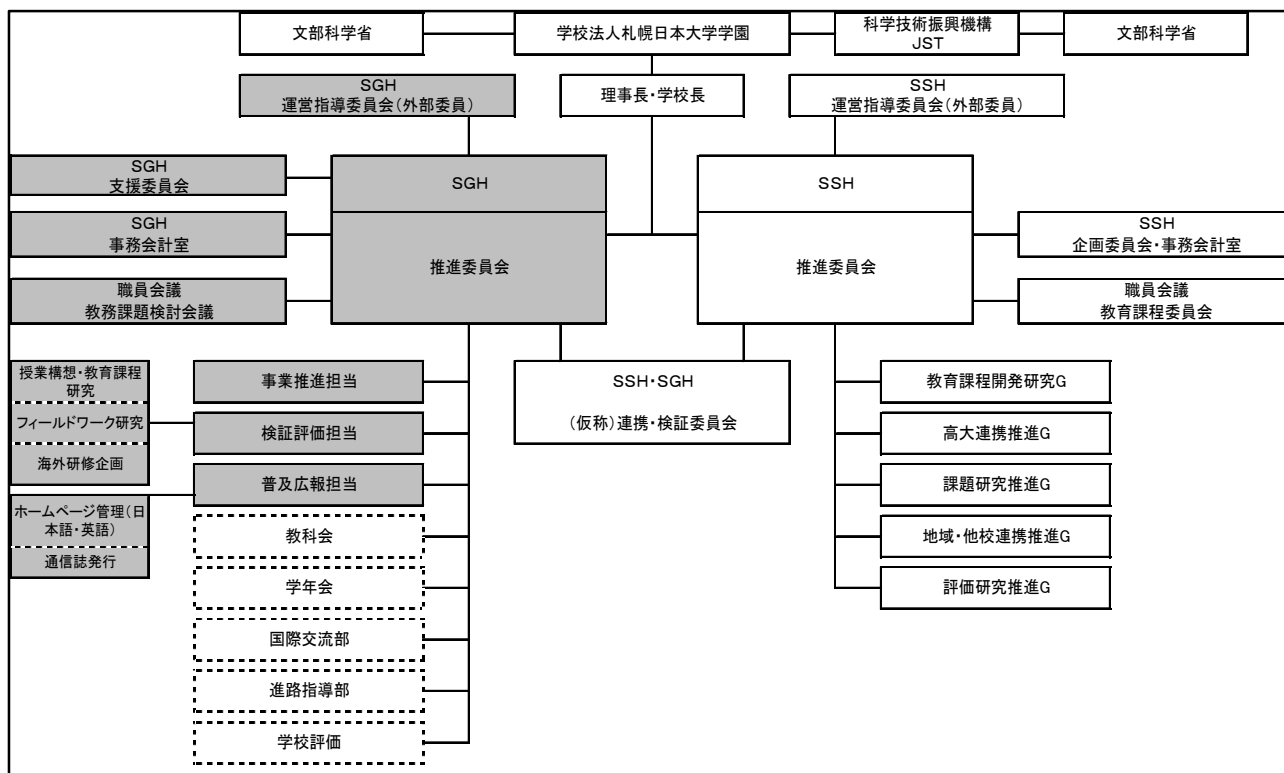 文部科学省
学校法人札幌日本大学学園
科学技術振興機構
JST
文部科学省
SGH
運営指導委員会(外部委員)
理事長・学校長
SSH
運営指導委員会(外部委員)
SGH
支援委員会
SGH
SSH
SGH
事務会計室
推進委員会
推進委員会
SSH
企画委員会・事務会計室
職員会議
教務課題検討会議
職員会議
教育課程委員会
授業構想・教育課程
研究
フィールドワーク研究
海外研修企画
事業推進担当
検証評価担当
普及広報担当
SSH・SGH
(仮称)連携・検証委員会
教育課程開発研究G
高大連携推進G
課題研究推進G
地域・他校連携推進G
評価研究推進G
ホームページ管理(日
本語・英語)
通信誌発行
教科会
学年会
国際交流部
進路指導部
学校評価